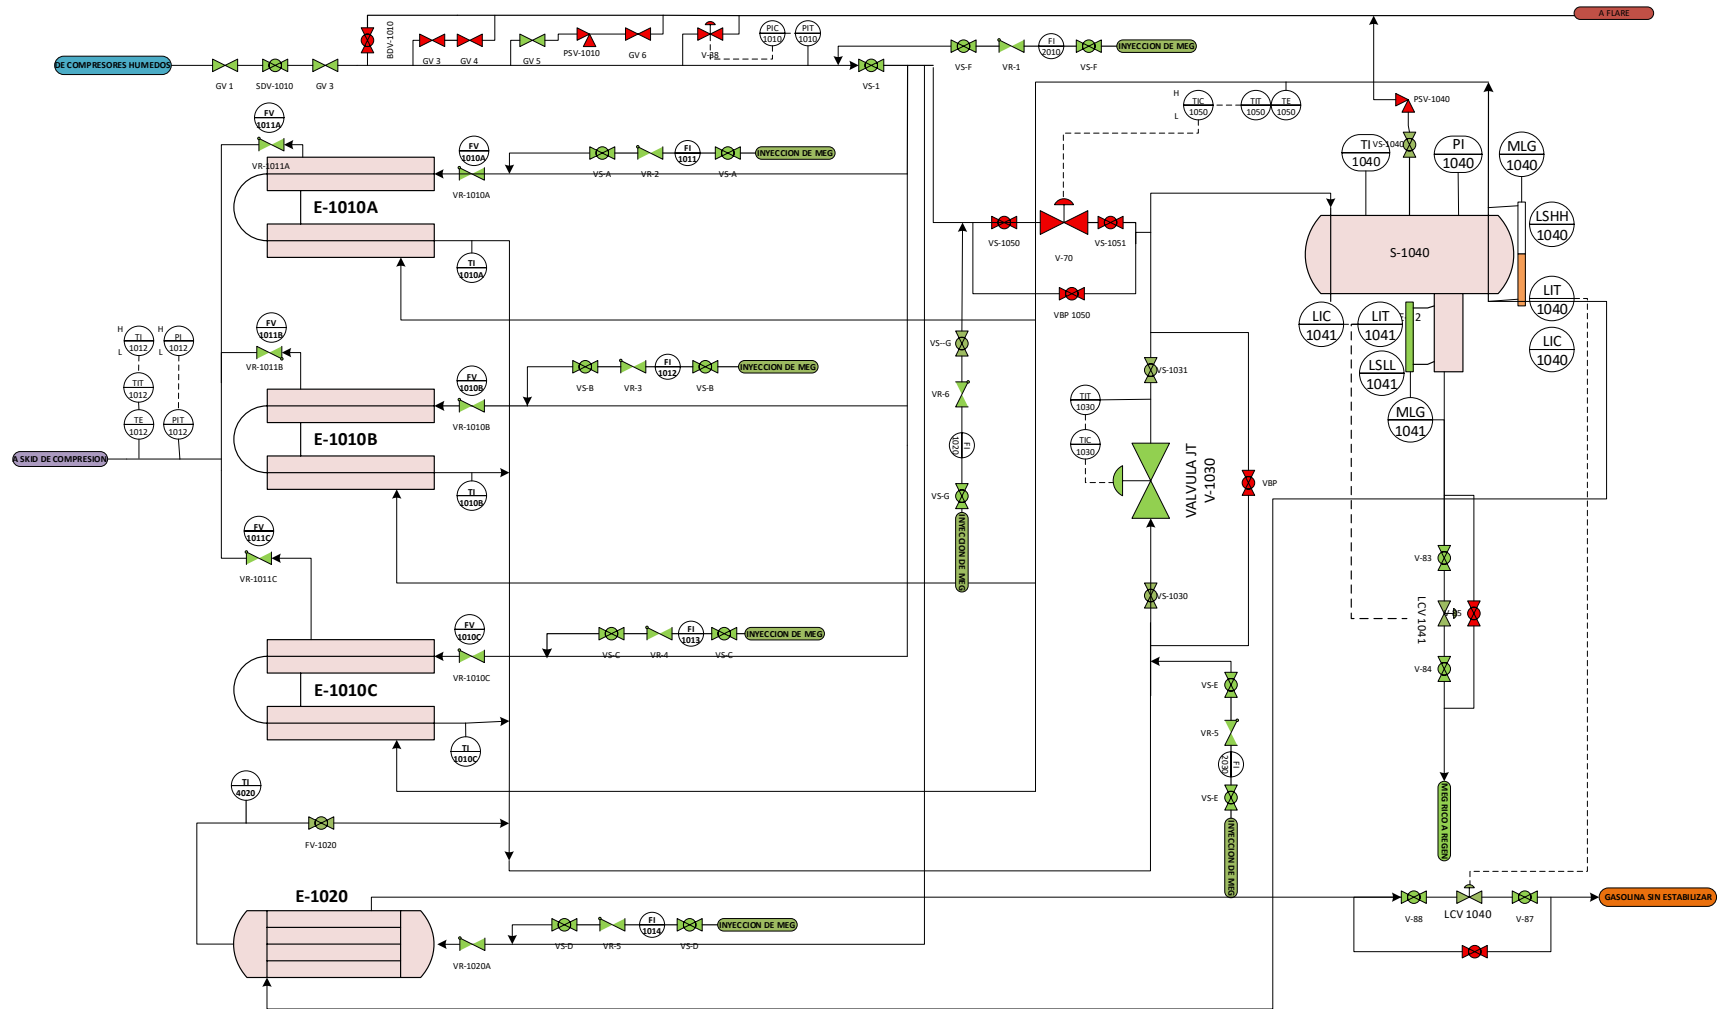 A FLARE
BDV-1010
PIC
1010
PIT
1010
FI
2010
INYECCION DE MEG
GV 3
GV 4
GV 5
PSV-1010
GV 6
V-38
VS-F
VR-1
VS-F
DE COMPRESORES HUMEDOS
GV 1
SDV-1010
GV 3
VS-1
H
L
TIC
1050
TIT
1050
TE
1050
PSV-1040
FV
1011A
VR-1011A
FV
1010A
VR-1010A
VS-A
VR-2
FI
1011
VS-A
INYECCION DE MEG
TI
1040
VS-1040
PI
1040
MLG
1040
E-1010A
TI
1010A
VS-1050
V-70
VS-1051
VBP 1050
S-1040
LSHH
1040
LIT
1040
LIC
1040
LIC
1041
LIT
1041
LSLL
1041
MLG
1041
H
L
TI
1012
H
L
PI
1012
TIT
1012
TE
1012
PIT
1012
FV
1011B
VR-1011B
FV
1010B
VR-1010B
VS-B
VR-3
FI
1012
VS-B
INYECCION DE MEG
VS--G
VR-6
FI
1020
VS-G
INYECCION DE MEG
VS-1031
TIT
1030
TIC
1030
VALVULA JT
V-1030
VBP
E-1010B
TI
1010B
A SKID DE COMPRESION
FV
1011C
VR-1011C
VS-1030
V-83
LCV 1041
V-84
FV
1010C
VR-1010C
VS-C
VR-4
FI
1013
VS-C
INYECCION DE MEG
E-1010C
TI
1010C
VS-E
VR-5
FI
2030
VS-E
INYECCION DE MEG
MEG RICO A REGEN
TI
4020
FV-1020
E-1020
VR-1020A
VS-D
VR-5
FI
1014
VS-D
INYECCION DE MEG
V-88
LCV 1040
V-87
GASOLINA SIN ESTABILIZAR